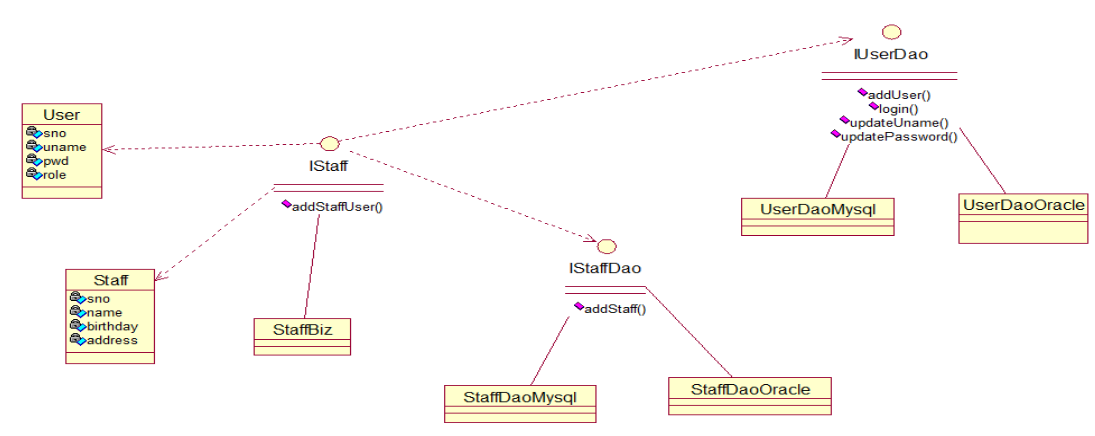 IUserDao
addUser()
login()
updateUname()
updatePassword()
User
sno
uname
pwd
role
IStaff
addStaffUser()
UserDaoMysql
UserDaoOracle
IStaffDao
addStaff()
Staff
sno
name
birthday
address
StaffBiz
StaffDaoMysql
StaffDaoOracle